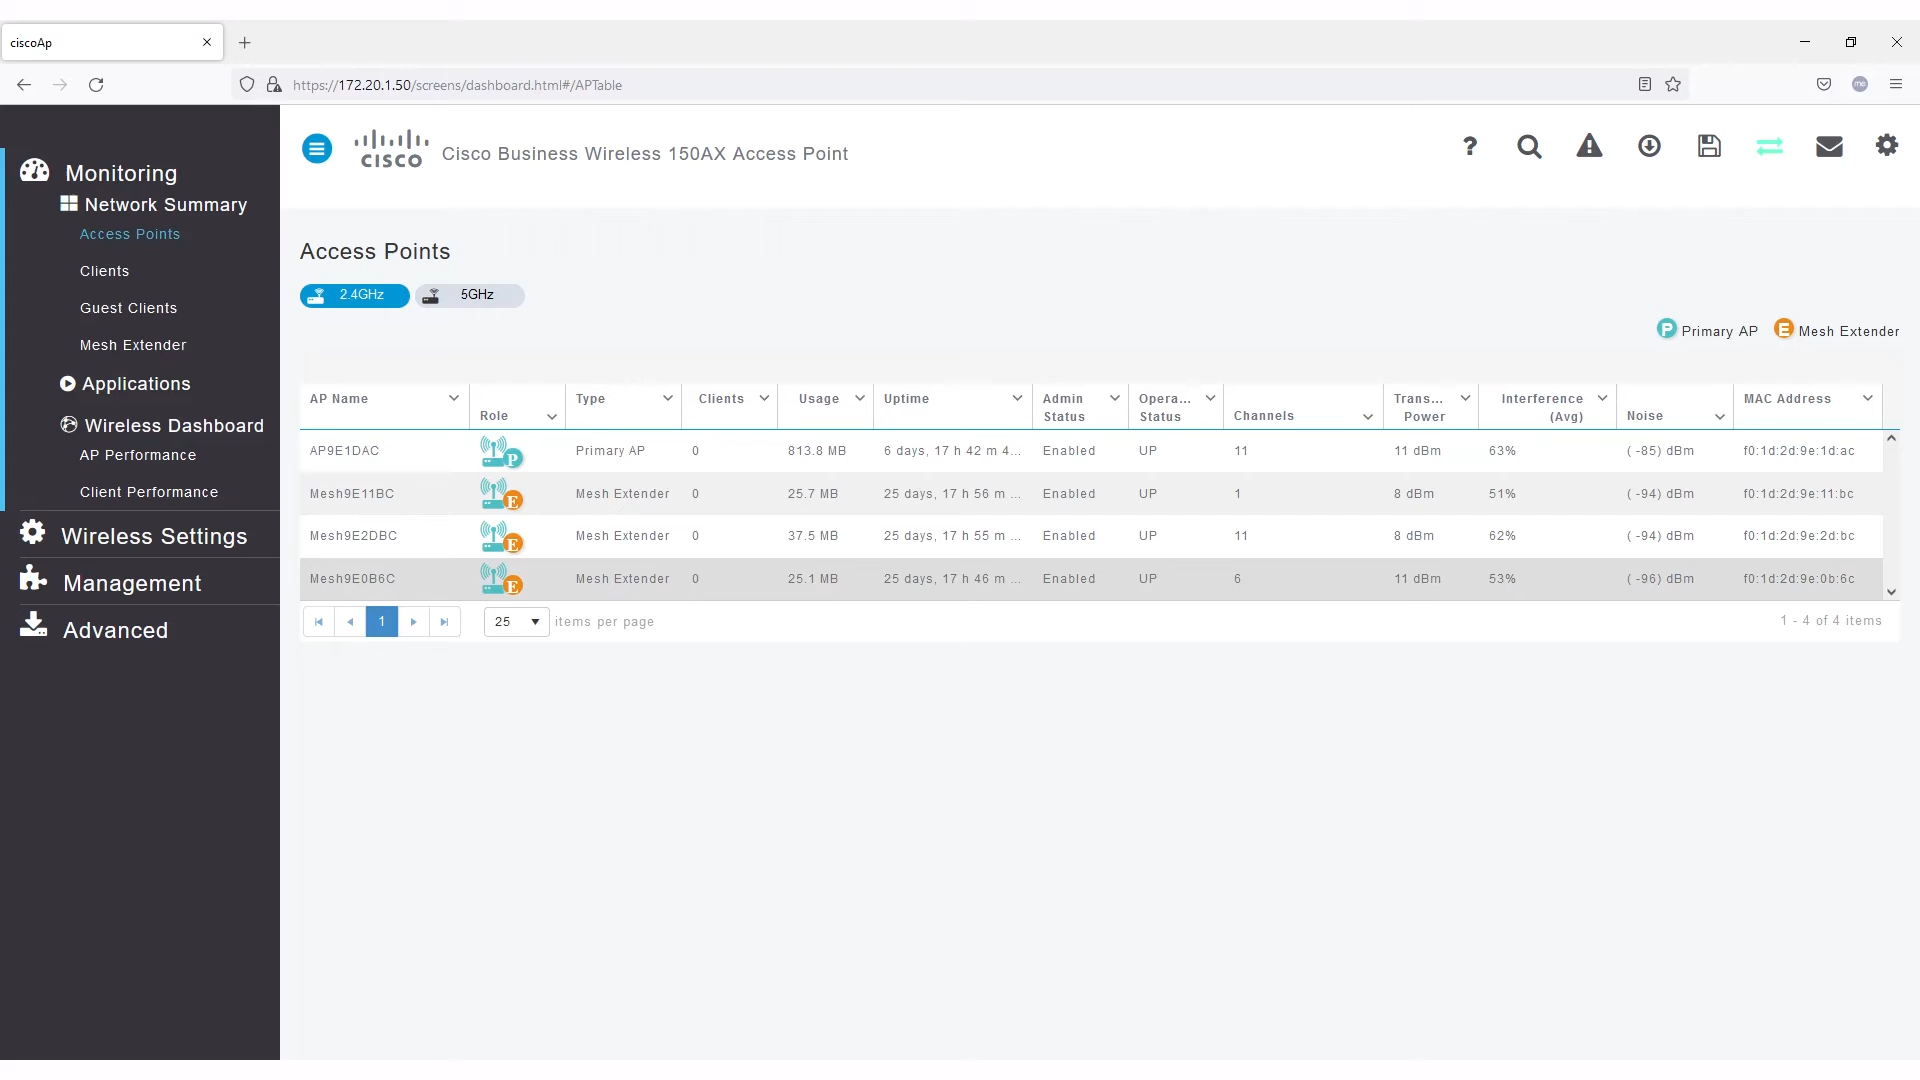 ciscoAp
https://172.20.1.50/screens/dashboard.html#/APTable
Monitoring
Network Summary
Access Points
Clients
Guest Clients
Mesh Extender
Applications
Wireless Dashboard
AP Performance
Client Performance
Wireless Settings
Management
Advanced
cisco Cisco Business Wireless 150AX Access Point
Access Points
2.4GHz 5GHz
P Primary AP E Mesh Extender
AP Name Role Type Clients Usage Uptime Admin Status Opera... Status Channels Trans... Power Interference (Avg) Noise MAC Address
AP9E1DAC P Primary AP 0 813.8 MB 6 days, 17 h 42 m 4... Enabled UP 11 11 dBm 63% ( -85) dBm f0:1d:2d:9e:1d:ac
Mesh9E11BC E Mesh Extender 0 25.7 MB 25 days, 17 h 56 m ... Enabled UP 1 8 dBm 51% ( -94) dBm f0:1d:2d:9e:11:bc
Mesh9E2DBC E Mesh Extender 0 37.5 MB 25 days, 17 h 55 m ... Enabled UP 11 8 dBm 62% ( -94) dBm f0:1d:2d:9e:2d:bc
Mesh9E0B6C E Mesh Extender 0 25.1 MB 25 days, 17 h 46 m ... Enabled UP 6 11 dBm 53% ( -96) dBm f0:1d:2d:9e:0b:6c
1 25 items per page 1 - 4 of 4 items